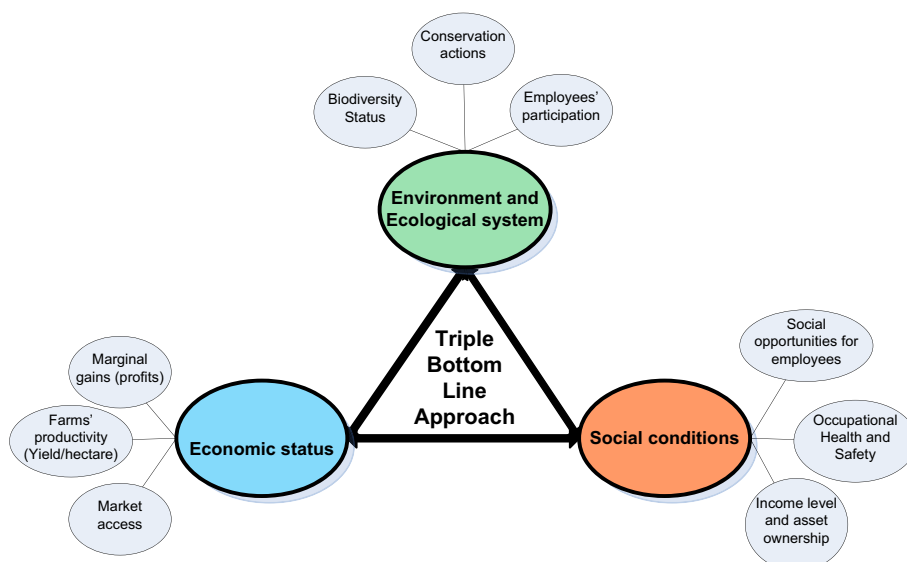 Conservation
actions
Biodiversity
Status
Employees’
participation
Environment and
Ecological system
Triple
Bottom
Line
Approach
Marginal
gains (profits)
Farms’
productivity
(Yield/hectare)
Market
access
Economic status
Social conditions
Social
opportunities for
employees
Occupational
Health and
Safety
Income level
and asset
ownership